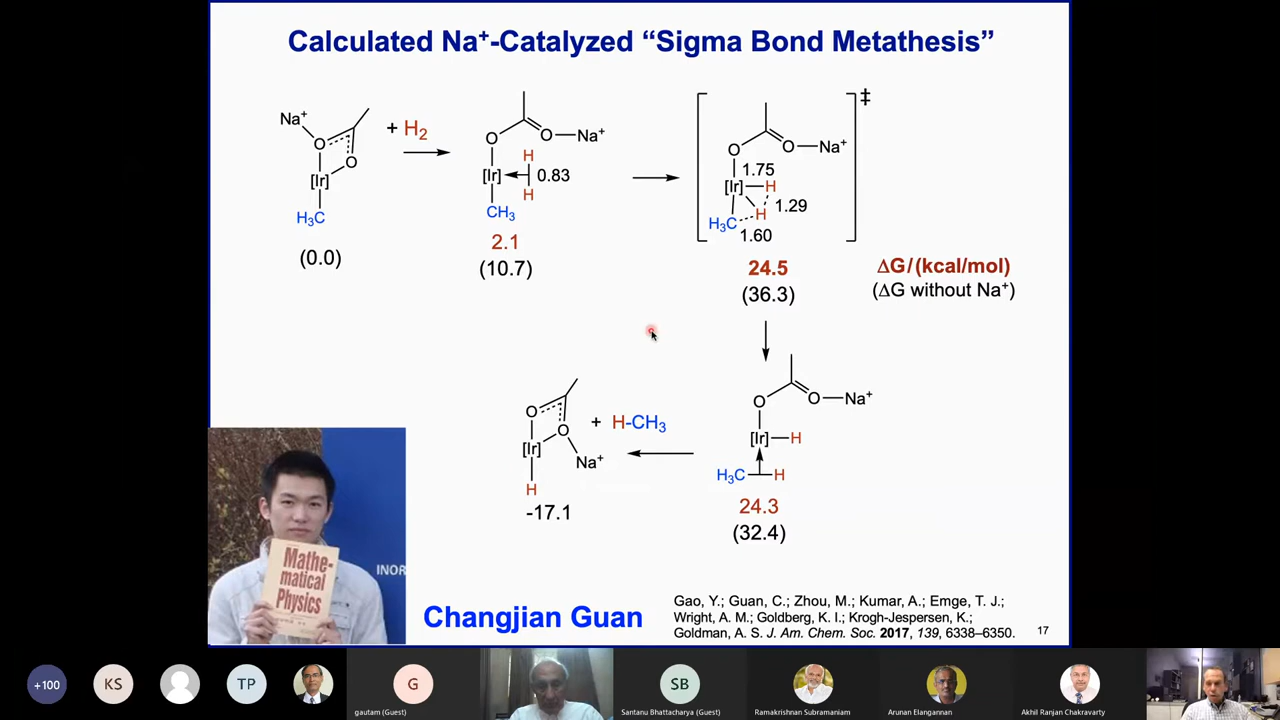 Calculated Na⁺-Catalyzed “Sigma Bond Metathesis”
Na⁺
O
O
[Ir]
H₃C
(0.0)
+ H₂
O
O
Na⁺
[Ir]
H
H
0.83
CH₃
2.1
(10.7)
‡
O
O
Na⁺
1.75
[Ir]
H
H
1.29
H₃C
1.60
24.5
(36.3)
ΔG/(kcal/mol)
(ΔG without Na⁺)
O
O
Na⁺
[Ir]
H
H₃C
H
24.3
(32.4)
O
O
[Ir]
Na⁺
H
-17.1
+ H-CH₃
Mathe-
matical
Physics
INOR
Changjian Guan
Gao, Y.; Guan, C.; Zhou, M.; Kumar, A.; Emge, T. J.;
Wright, A. M.; Goldberg, K. I.; Krogh-Jespersen, K.;
Goldman, A. S. J. Am. Chem. Soc. 2017, 139, 6338–6350.
17
+100
KS
TP
G
gautam (Guest)
SB
Santanu Bhattacharya (Guest)
Ramakrishnan Subramaniam
Arunan Elangannan
Akhil Ranjan Chakravarty